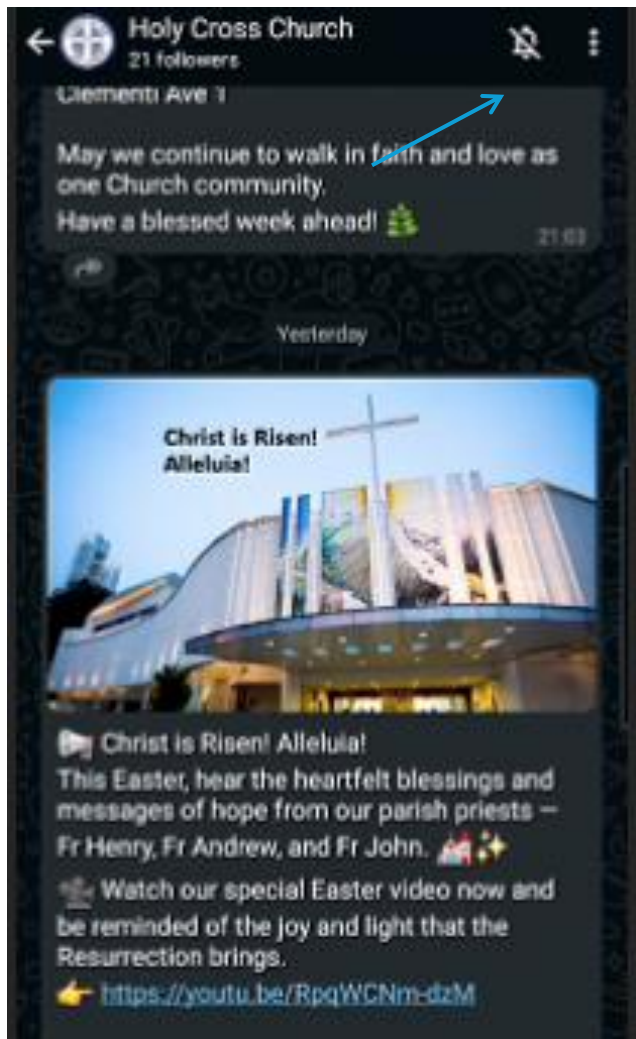 Holy Cross Church
21 followers
Clementi Ave 1
May we continue to walk in faith and love as
one Church community.
Have a blessed week ahead!
21:03
Yesterday
Christ is Risen!
Alleluia!
Christ is Risen! Alleluia!
This Easter, hear the heartfelt blessings and
messages of hope from our parish priests –
Fr Henry, Fr Andrew, and Fr John.
Watch our special Easter video now and
be reminded of the joy and light that the
Resurrection brings.
https://youtu.be/RpqWCNm-dzM